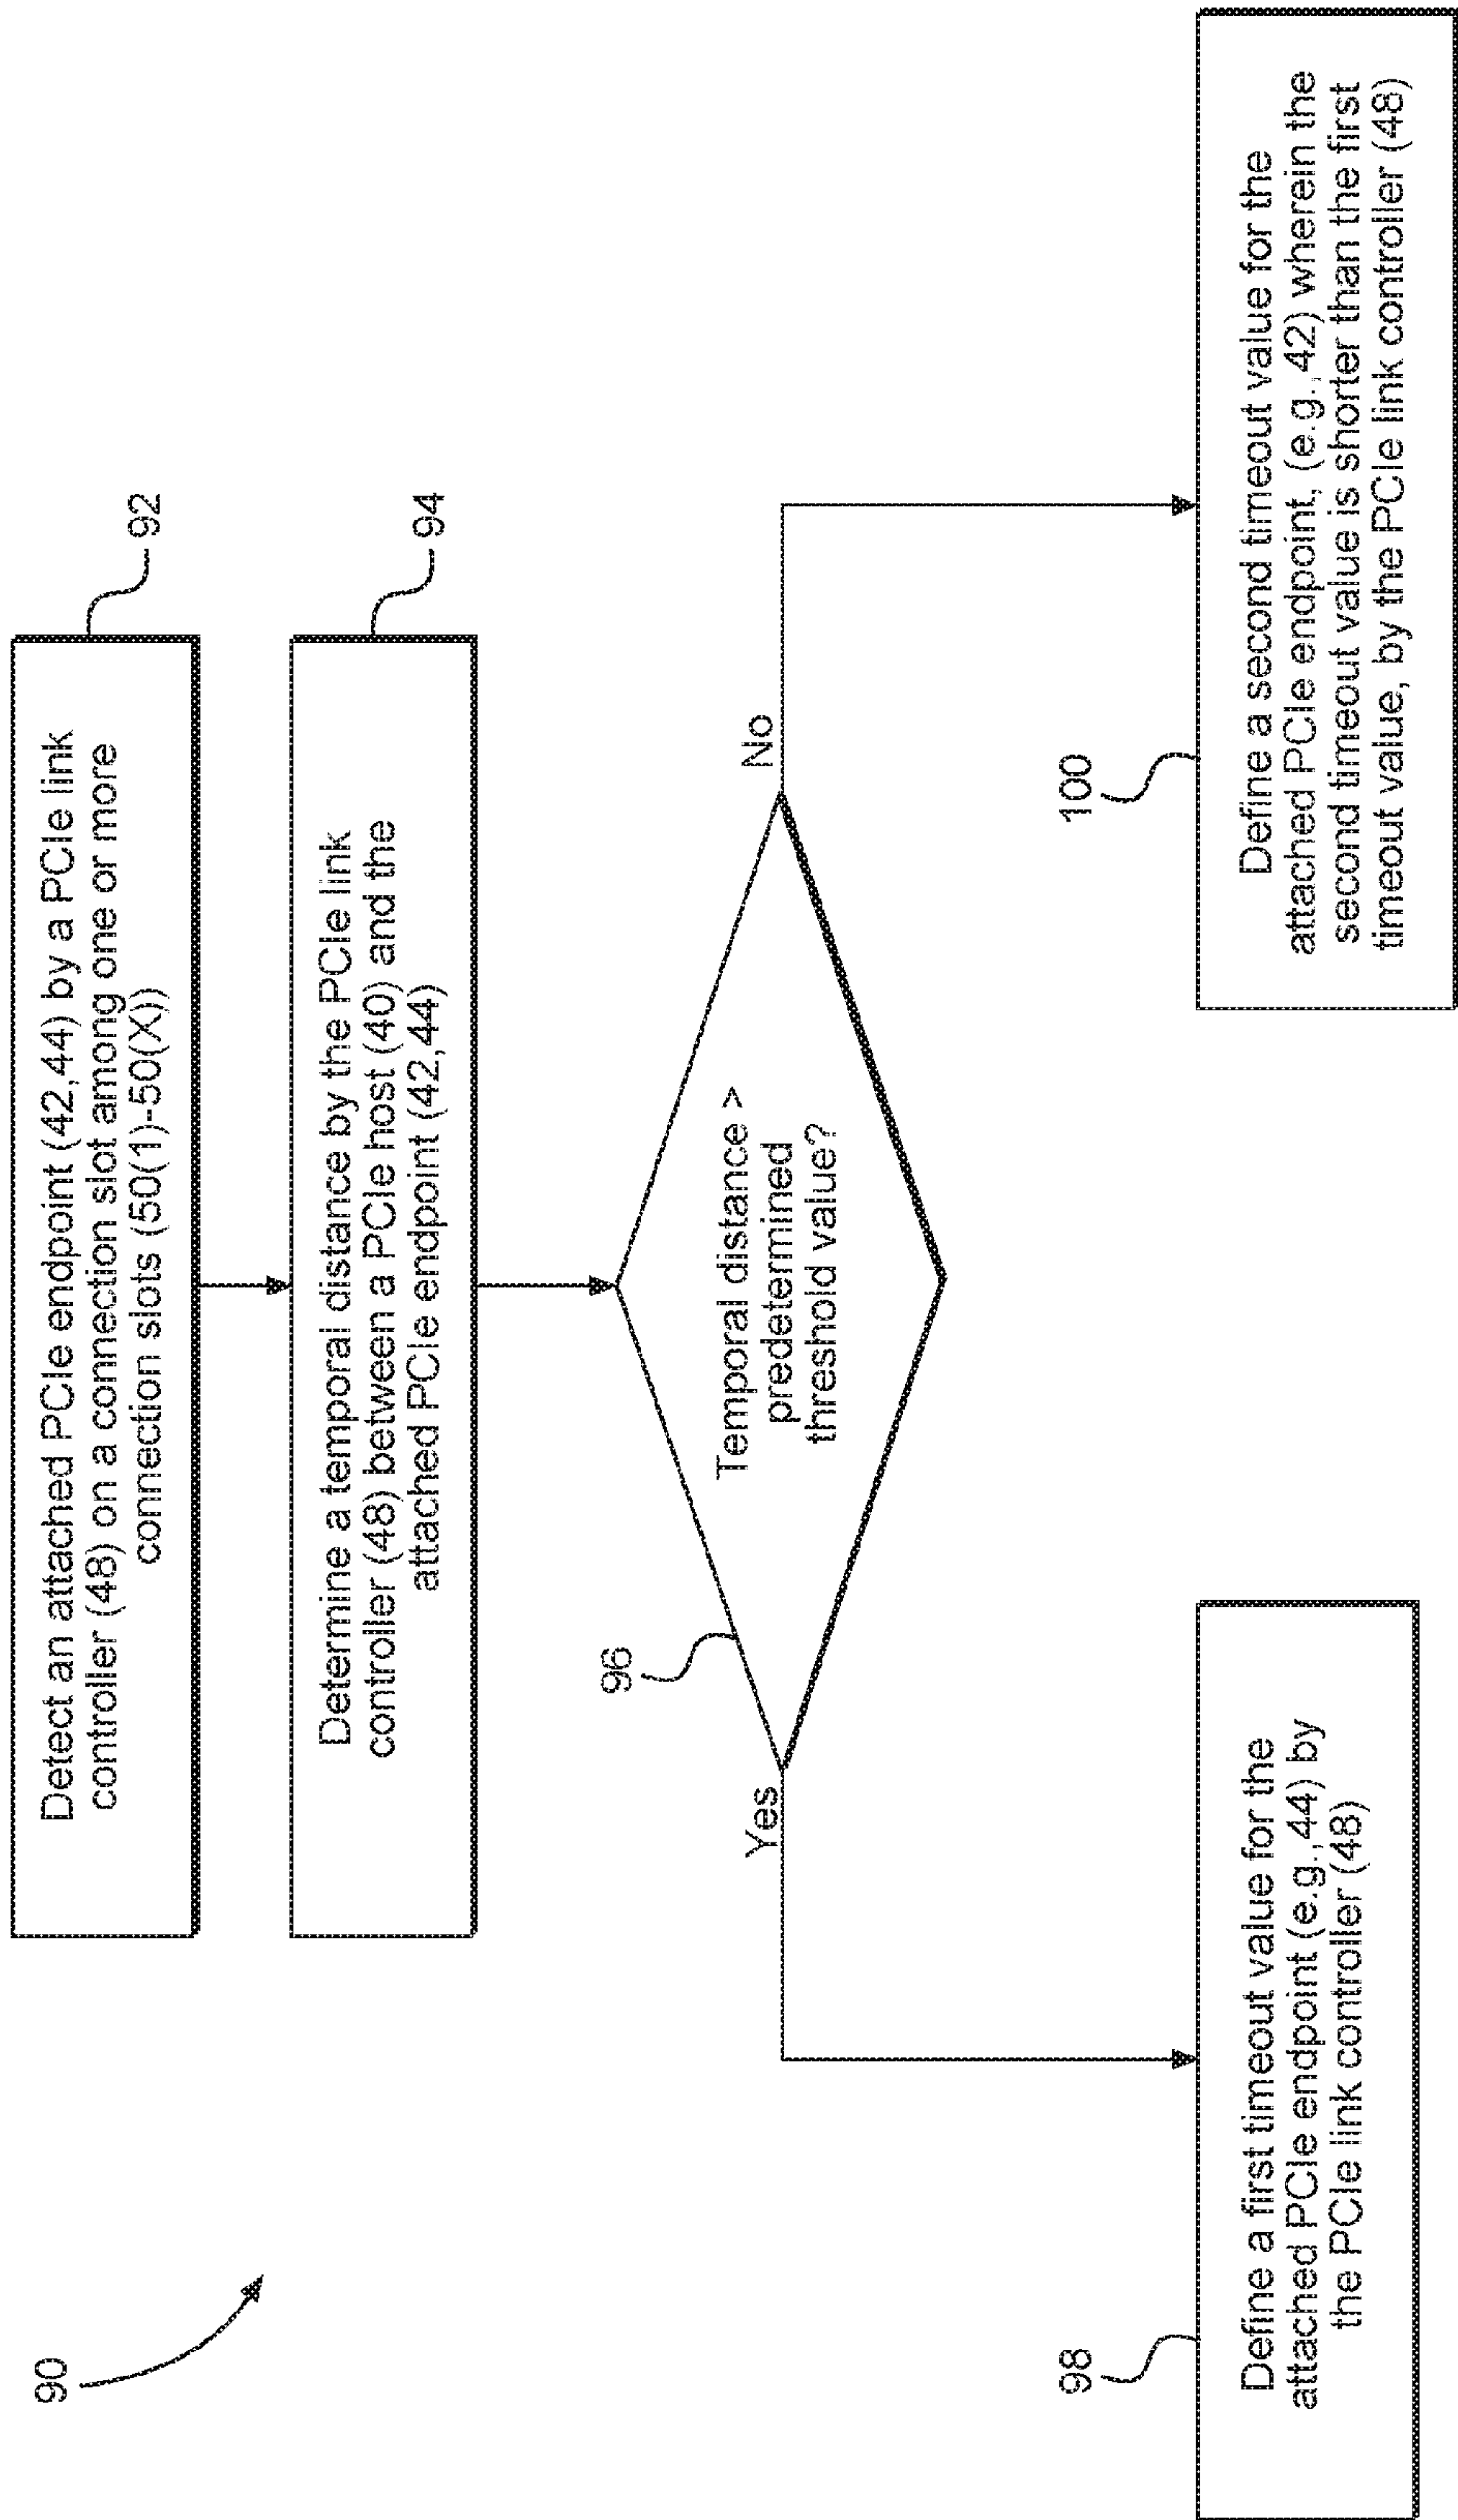 90
Detect an attached PCIe endpoint (42,44) by a PCIe link
controller (48) on a connection slot among one or more
connection slots (50(1)-50(X))
92
Determine a temporal distance by the PCIe link
controller (48) between a PCIe host (40) and the
attached PCIe endpoint (42,44)
94
96
Temporal distance >
predetermined
threshold value?
Yes
No
98
Define a first timeout value for the
attached PCIe endpoint (e.g.,44) by
the PCIe link controller (48)
100
Define a second timeout value for the
attached PCIe endpoint, (e.g.,42) wherein the
second timeout value is shorter than the first
timeout value, by the PCIe link controller (48)